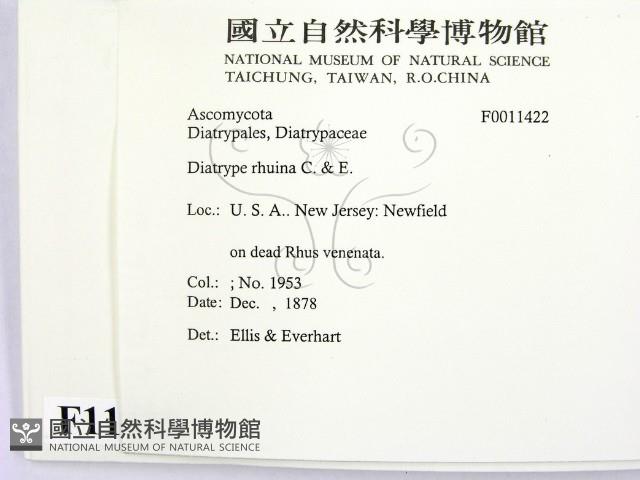 國立自然科學博物館
NATIONAL MUSEUM OF NATURAL SCIENCE
TAICHUNG, TAIWAN, R.O.CHINA
Ascomycota F0011422
Diatrypales, Diatrypaceae
Diatrype rhuina C. & E.
Loc.: U. S. A.. New Jersey: Newfield
on dead Rhus venenata.
Col.: ; No. 1953
Date: Dec. , 1878
Det.: Ellis & Everhart
F11
國立自然科學博物館
NATIONAL MUSEUM OF NATURAL SCIENCE